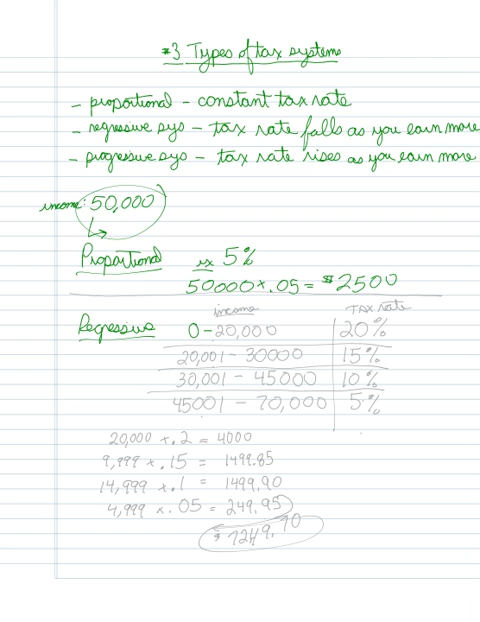 *3 Types of tax systems
- proportional - constant tax rate
- regressive sys - tax rate falls as you earn more
- progressive sys - tax rate rises as you earn more
income: 50,000
Proportional ex 5%
50000 x .05 = $2500
income TAX rate
Regressive 0 - 20,000 20%
20,001 - 30000 15%
30,001 - 45000 10%
45001 - 70,000 5%
20,000 x .2 = 4000
9,999 x .15 = 1499.85
14,999 x .1 = 1499.90
4,999 x .05 = 249.95
$7249.70